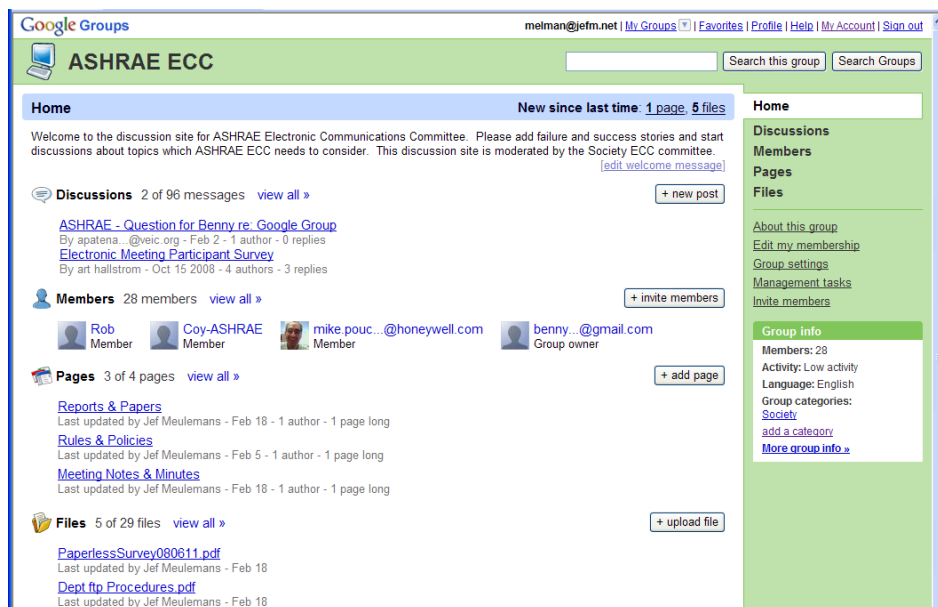 Google Groups
melman@jefm.net | My Groups | Favorites | Profile | Help | My Account | Sign out
ASHRAE ECC
Search this group Search Groups
Home New since last time: 1 page, 5 files
Welcome to the discussion site for ASHRAE Electronic Communications Committee. Please add failure and success stories and start
discussions about topics which ASHRAE ECC needs to consider. This discussion site is moderated by the Society ECC committee.
[edit welcome message]
Discussions 2 of 96 messages view all »
+ new post
ASHRAE - Question for Benny re: Google Group
By apatena...@veic.org - Feb 2 - 1 author - 0 replies
Electronic Meeting Participant Survey
By art hallstrom - Oct 15 2008 - 4 authors - 3 replies
Members 28 members view all »
+ invite members
Rob
Member
Coy-ASHRAE
Member
mike.pouc...@honeywell.com
Member
benny...@gmail.com
Group owner
Pages 3 of 4 pages view all »
+ add page
Reports & Papers
Last updated by Jef Meulemans - Feb 18 - 1 author - 1 page long
Rules & Policies
Last updated by Jef Meulemans - Feb 5 - 1 author - 1 page long
Meeting Notes & Minutes
Last updated by Jef Meulemans - Feb 18 - 1 author - 1 page long
Files 5 of 29 files view all »
+ upload file
PaperlessSurvey080611.pdf
Last updated by Jef Meulemans - Feb 18
Dept ftp Procedures.pdf
Last updated by Jef Meulemans - Feb 18
Home
Discussions
Members
Pages
Files
About this group
Edit my membership
Group settings
Management tasks
Invite members
Group info
Members: 28
Activity: Low activity
Language: English
Group categories:
Society
add a category
More group info »